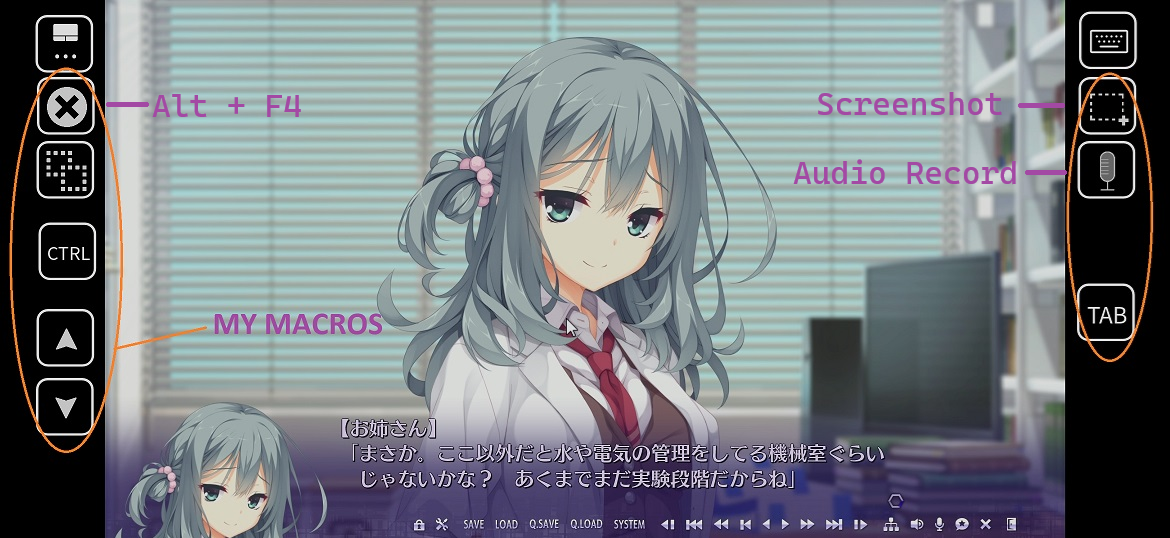 Alt + F4
Screenshot
Audio Record
CTRL
TAB
MY MACROS
【お姉さん】
「まさか。ここ以外だと水や電気の管理をしてる機械室ぐらい
じゃないかな？　あくまでまだ実験段階だからね」
SAVE LOAD Q.SAVE Q.LOAD SYSTEM